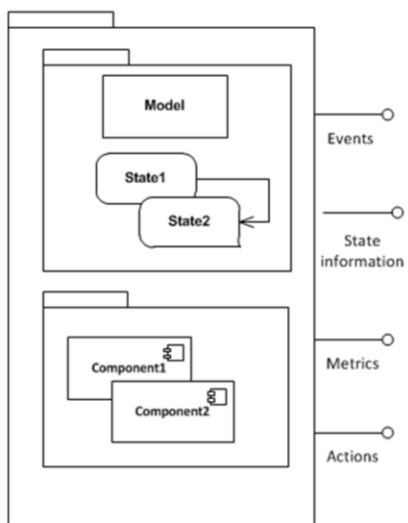 Model
State1
State2
Events
State
information
Component1
Component2
Metrics
Actions